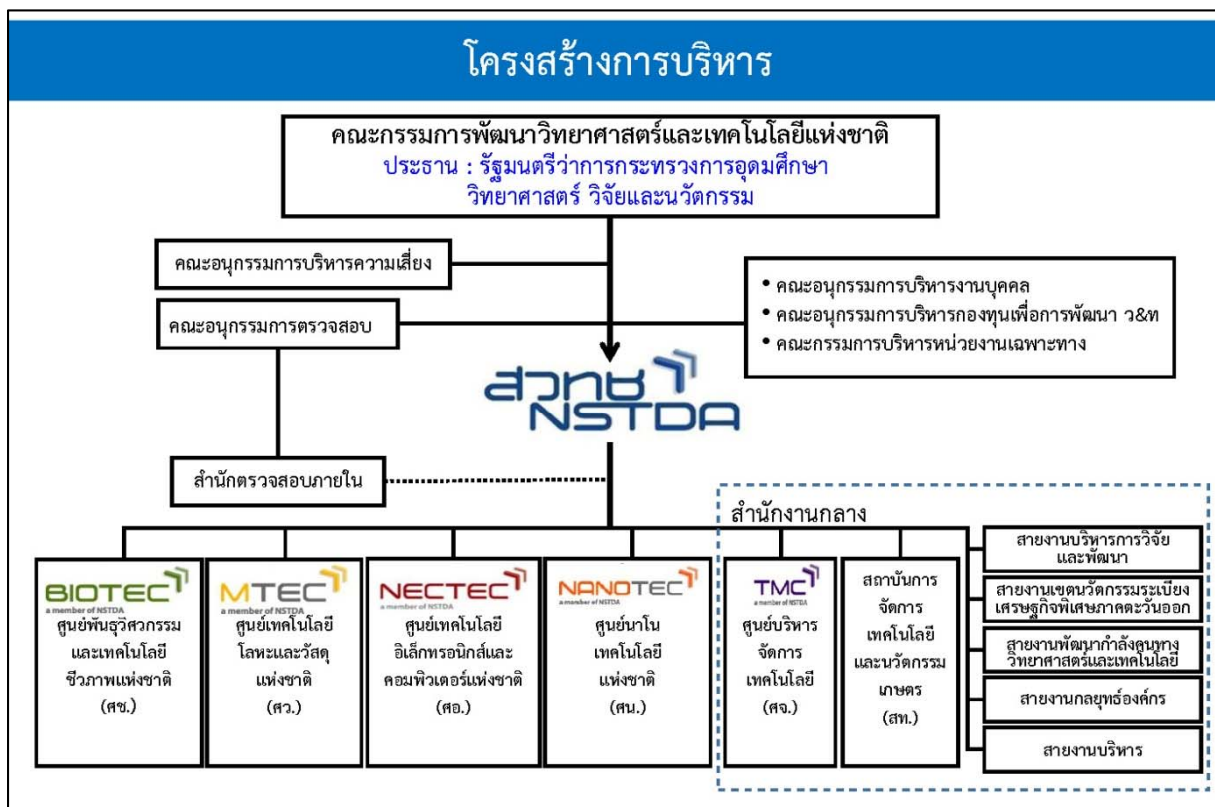 โครงสร้างการบริหาร
คณะกรรมการพัฒนาวิทยาศาสตร์และเทคโนโลยีแห่งชาติ
ประธาน : รัฐมนตรีว่าการกระทรวงการอุดมศึกษา
วิทยาศาสตร์ วิจัยและนวัตกรรม
คณะอนุกรรมการบริหารความเสี่ยง
คณะอนุกรรมการตรวจสอบ
• คณะอนุกรรมการบริหารงานบุคคล
• คณะอนุกรรมการบริหารกองทุนเพื่อการพัฒนา ว&ท
• คณะกรรมการบริหารหน่วยงานเฉพาะทาง
สวทช
NSTDA
สำนักตรวจสอบภายใน
สำนักงานกลาง
BIOTEC
a member of NSTDA
ศูนย์พันธุวิศวกรรม
และเทคโนโลยี
ชีวภาพแห่งชาติ
(ศช.)
MTEC
a member of NSTDA
ศูนย์เทคโนโลยี
โลหะและวัสดุ
แห่งชาติ
(ศว.)
NECTEC
a member of NSTDA
ศูนย์เทคโนโลยี
อิเล็กทรอนิกส์และ
คอมพิวเตอร์แห่งชาติ
(ศอ.)
NANOTEC
a member of NSTDA
ศูนย์นาโน
เทคโนโลยี
แห่งชาติ
(ศน.)
TMC
a member of NSTDA
ศูนย์บริหาร
จัดการ
เทคโนโลยี
(ศจ.)
สถาบันการ
จัดการ
เทคโนโลยี
และนวัตกรรม
เกษตร
(สท.)
สายงานบริหารการวิจัย
และพัฒนา
สายงานเขตนวัตกรรมระเบียง
เศรษฐกิจพิเศษภาคตะวันออก
สายงานพัฒนากำลังคนทาง
วิทยาศาสตร์และเทคโนโลยี
สายงานกลยุทธ์องค์กร
สายงานบริหาร